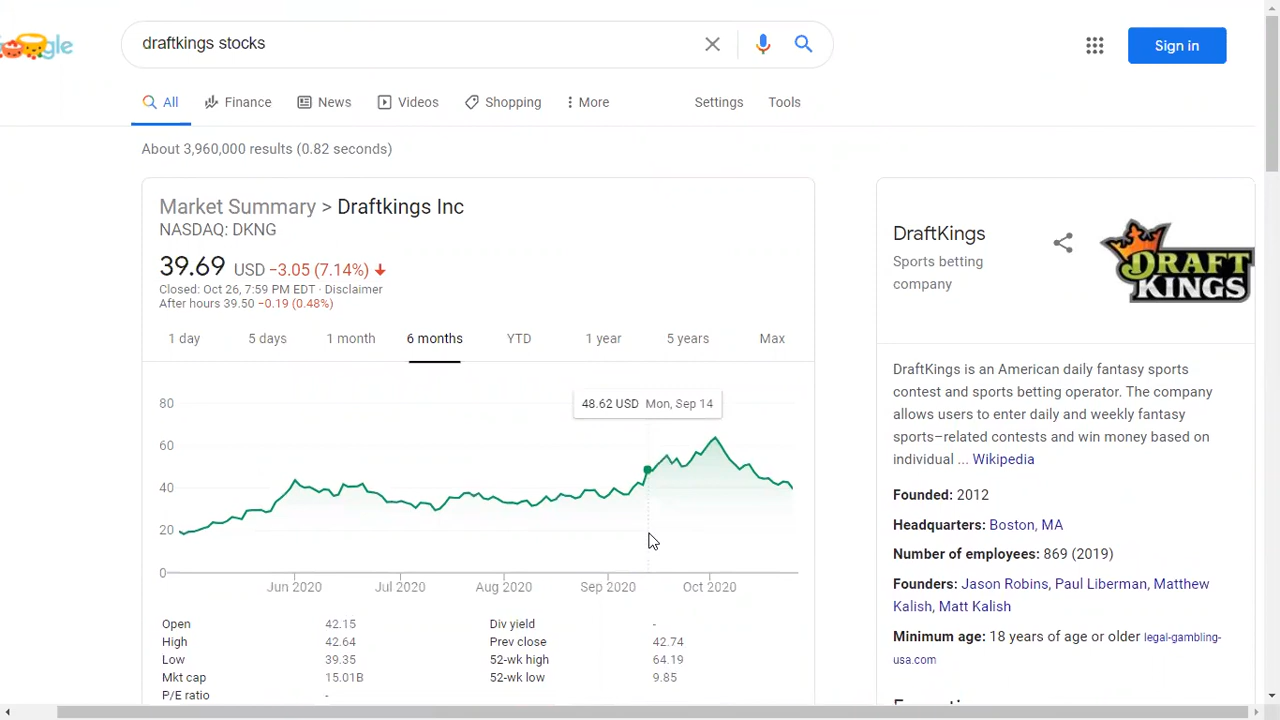 draftkings stocks
Sign in
All
Finance
News
Videos
Shopping
More
Settings
Tools
About 3,960,000 results (0.82 seconds)
Market Summary > Draftkings Inc
NASDAQ: DKNG
39.69 USD −3.05 (7.14%)
Closed: Oct 26, 7:59 PM EDT · Disclaimer
After hours 39.50 −0.19 (0.48%)
1 day
5 days
1 month
6 months
YTD
1 year
5 years
Max
48.62 USD Mon, Sep 14
80
60
40
20
0
Jun 2020
Jul 2020
Aug 2020
Sep 2020
Oct 2020
Open 42.15
High 42.64
Low 39.35
Mkt cap 15.01B
P/E ratio -
Div yield -
Prev close 42.74
52-wk high 64.19
52-wk low 9.85
DraftKings
Sports betting
company
DRAFT
KINGS
DraftKings is an American daily fantasy sports
contest and sports betting operator. The company
allows users to enter daily and weekly fantasy
sports–related contests and win money based on
individual ... Wikipedia
Founded: 2012
Headquarters: Boston, MA
Number of employees: 869 (2019)
Founders: Jason Robins, Paul Liberman, Matthew
Kalish, Matt Kalish
Minimum age: 18 years of age or older legal-gambling-
usa.com